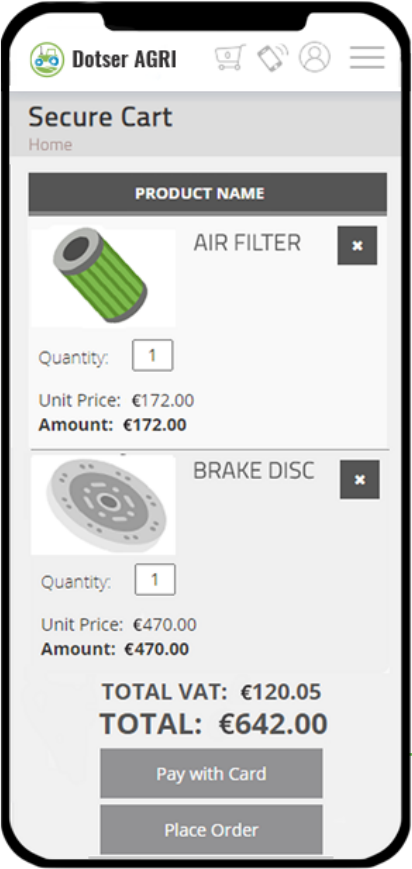 Dotser AGRI
0
Secure Cart
Home
PRODUCT NAME
AIR FILTER
Quantity: 1
Unit Price: €172.00
Amount: €172.00
BRAKE DISC
Quantity: 1
Unit Price: €470.00
Amount: €470.00
TOTAL VAT: €120.05
TOTAL: €642.00
Pay with Card
Place Order